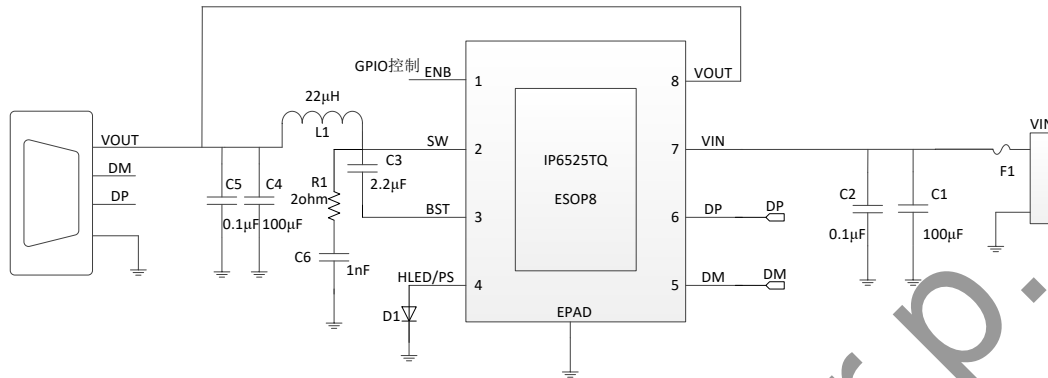 GPIO控制
ENB
1
8
VOUT
22μH
L1
VOUT
SW
2
IP6525TQ
ESOP8
7
VIN
VIN
F1
DM
DP
C3
2.2μF
R1
2ohm
C5
0.1μF
C4
100μF
BST
3
6
DP
DP
C2
0.1μF
C1
100μF
C6
1nF
HLED/PS
4
5
DM
DM
D1
EPAD
rp.